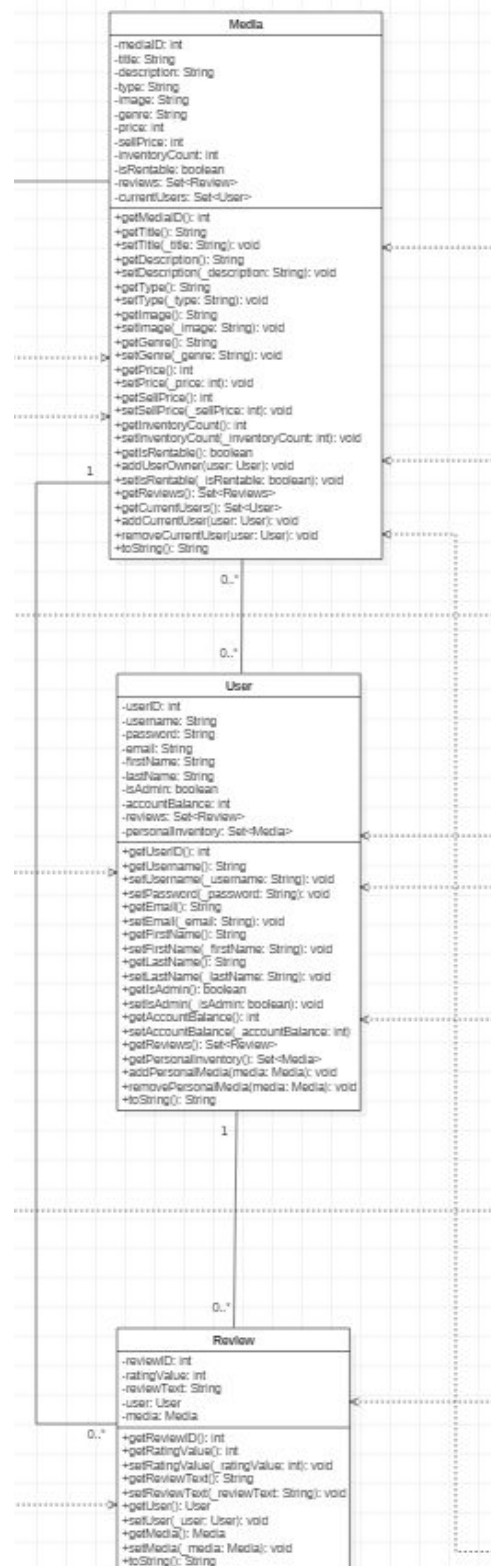 Media
-mediaID: int
-title: String
-description: String
-type: String
-image: String
-genre: String
-price: int
-sellPrice: int
-inventoryCount: int
-isRentable: boolean
-reviews: Set<Review>
-currentUsers: Set<User>
+getMediaID(): int
+getTitle(): String
+setTitle(_title: String): void
+getDescription(): String
+setDescription(_description: String): void
+getType(): String
+setType(_type: String): void
+getImage(): String
+setImage(_image: String): void
+getGenre(): String
+setGenre(_genre: String): void
+getPrice(): int
+setPrice(_price: int): void
+getSellPrice(): int
+setSellPrice(_sellPrice: int): void
+getInventoryCount(): int
+setInventoryCount(_inventoryCount: int): void
+getIsRentable(): boolean
+addUserOwner(user: User): void
1
+setIsRentable(_isRentable: boolean): void
+getReviews(): Set<Reviews>
+getCurrentUsers(): Set<User>
+addCurrentUser(user: User): void
+removeCurrentUser(user: User): void
+toString(): String
0..*
0..*
User
-userID: int
-username: String
-password: String
-email: String
-firstName: String
-lastName: String
-isAdmin: boolean
-accountBalance: int
-reviews: Set<Review>
-personalInventory: Set<Media>
+getUserID(): int
+getUsername(): String
+setUsername(_username: String): void
+setPassword(_password: String): void
+getEmail(): String
+setEmail(_email: String): void
+getFirstName(): String
+setFirstName(_firstName: String): void
+getLastName(): String
+setLastName(_lastName: String): void
+getIsAdmin(): boolean
+setIsAdmin(_isAdmin: boolean): void
+getAccountBalance(): int
+setAccountBalance(_accountBalance: int)
+getReviews(): Set<Review>
+getPersonalInventory(): Set<Media>
+addPersonalMedia(media: Media): void
+removePersonalMedia(media: Media): void
+toString(): String
1
0..*
Review
-reviewID: int
-ratingValue: int
-reviewText: String
-user: User
-media: Media
0..*
+getReviewID(): int
+getRatingValue(): int
+setRatingValue(_ratingValue: int): void
+getReviewText(): String
+setReviewText(_reviewText: String): void
+getUser(): User
+setUser(_user: User): void
+getMedia(): Media
+setMedia(_media: Media): void
+toString(): String